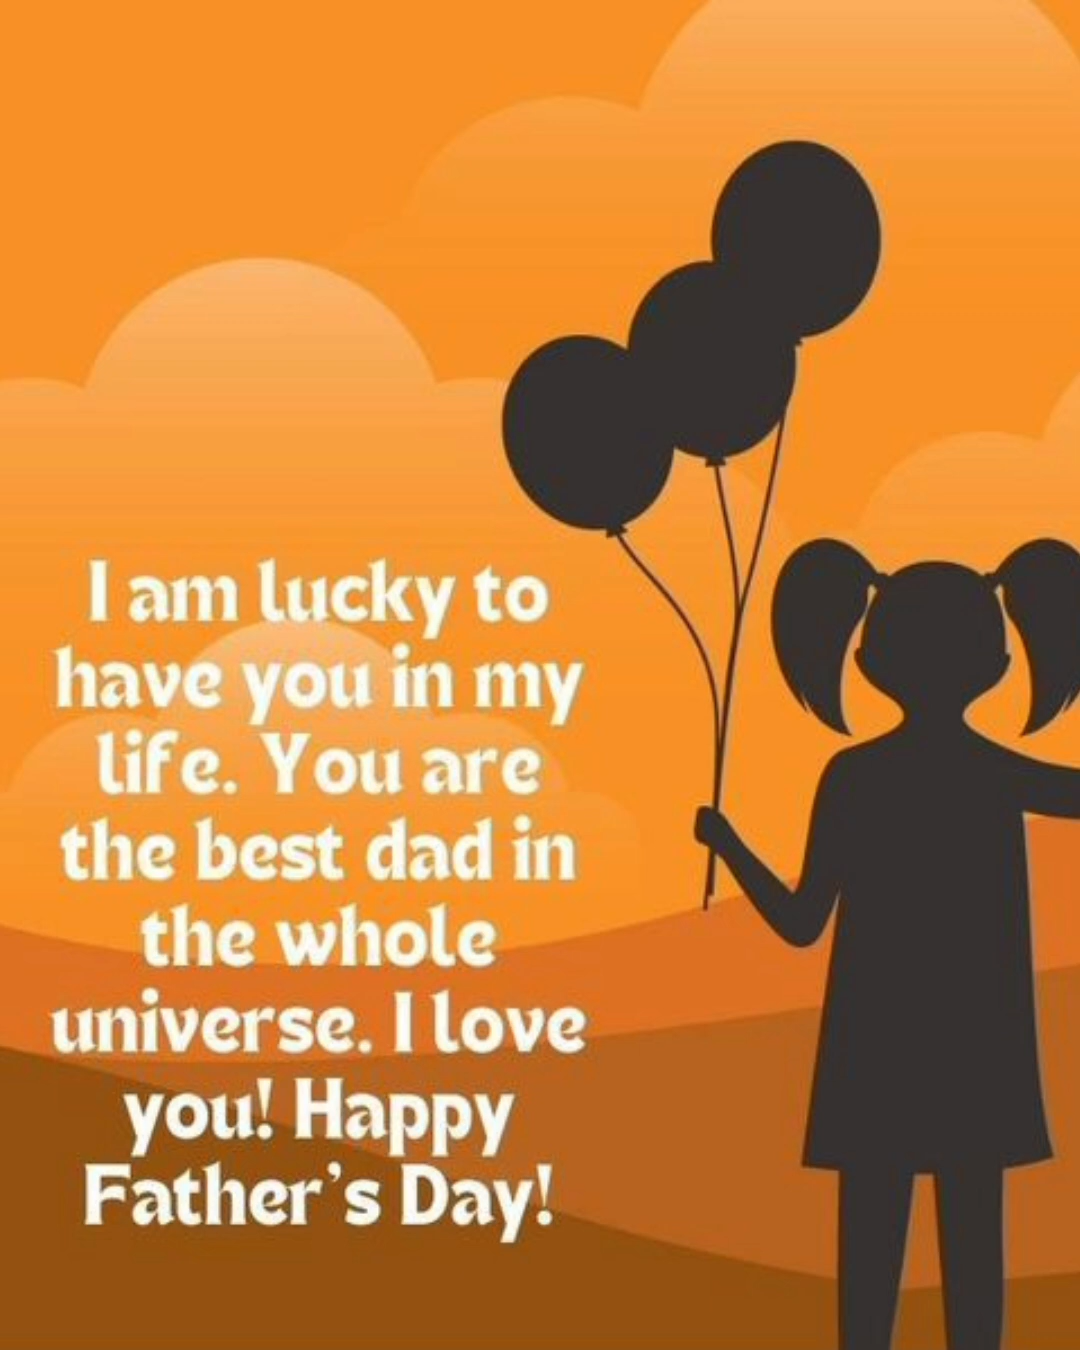 I am lucky to
have you in my
life. You are
the best dad in
the whole
universe. I love
you! Happy
Father's Day!